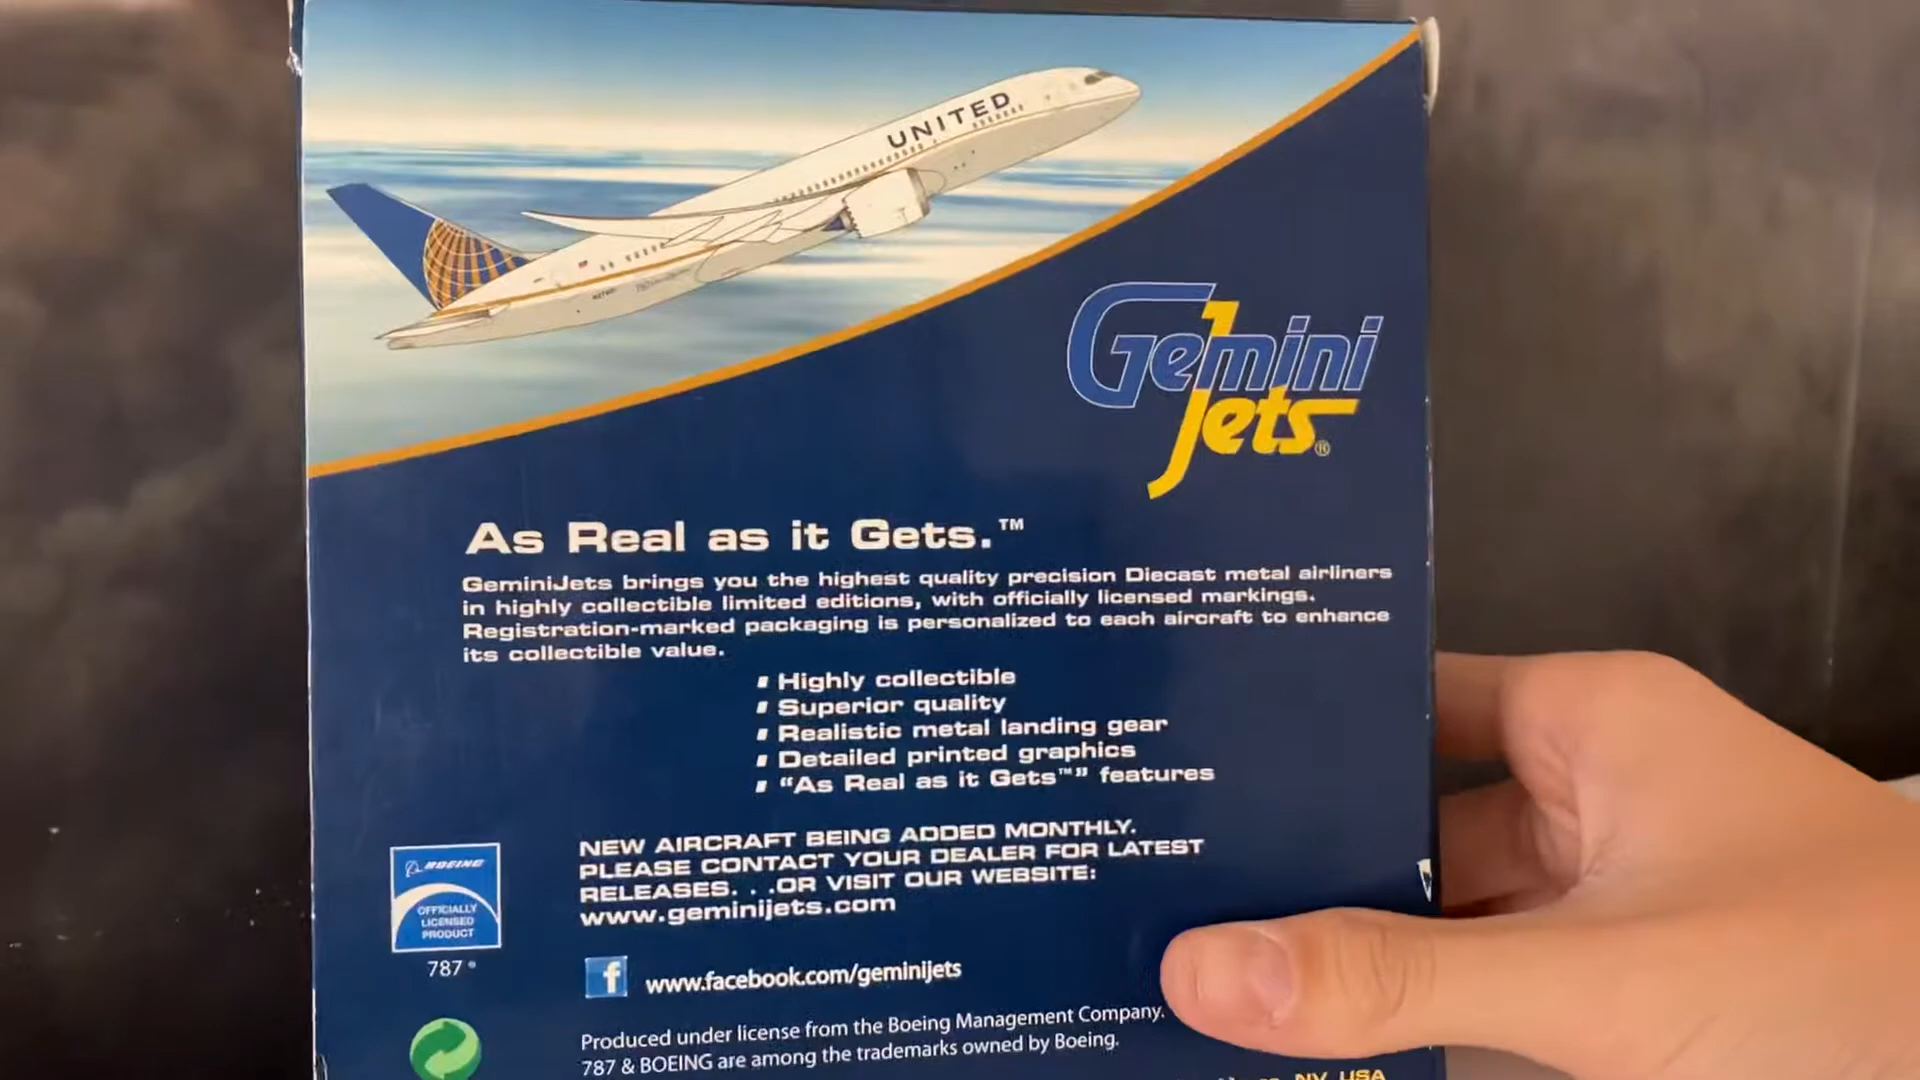 UNITED
Gemini
Jets®
As Real as it Gets.™
GeminiJets brings you the highest quality precision Diecast metal airliners
in highly collectible limited editions, with officially licensed markings.
Registration-marked packaging is personalized to each aircraft to enhance
its collectible value.
Highly collectible
Superior quality
Realistic metal landing gear
Detailed printed graphics
“As Real as it Gets™” features
NEW AIRCRAFT BEING ADDED MONTHLY.
PLEASE CONTACT YOUR DEALER FOR LATEST
RELEASES. . .OR VISIT OUR WEBSITE:
www.geminijets.com
BOEING
OFFICIALLY
LICENSED
PRODUCT
787
f www.facebook.com/geminijets
Produced under license from the Boeing Management Company.
787 & BOEING are among the trademarks owned by Boeing.
NY, USA